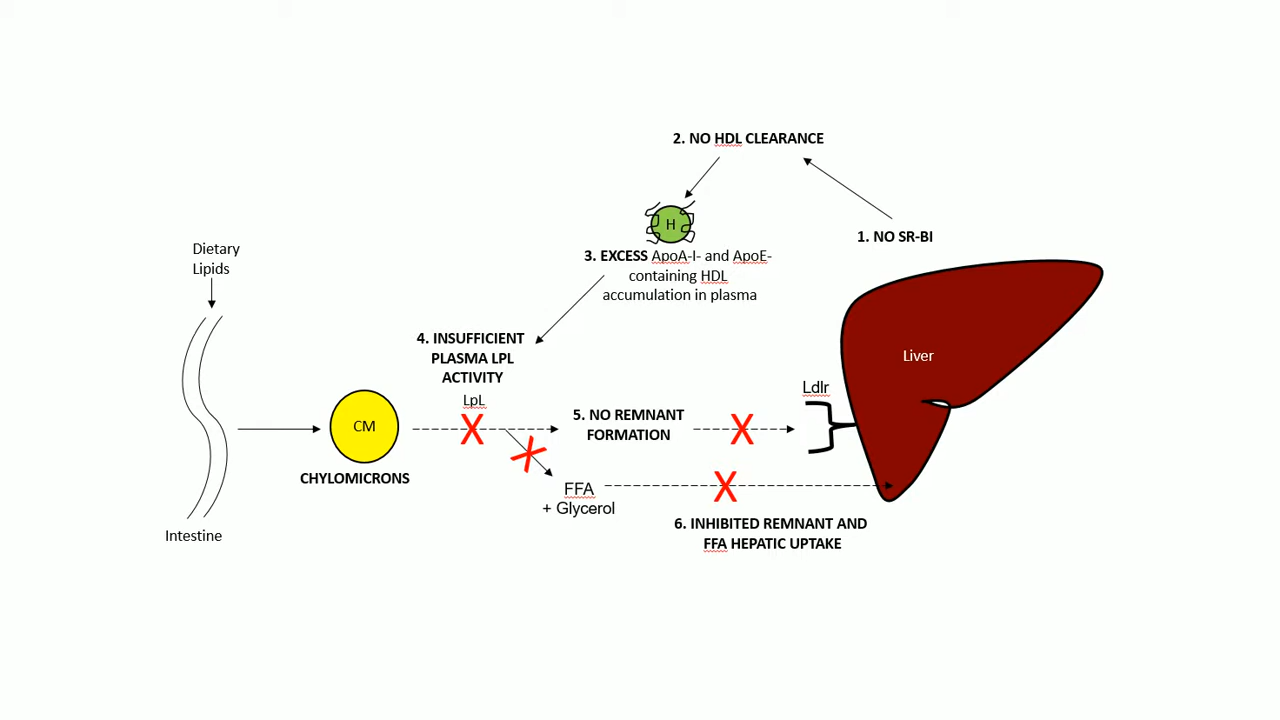 2. NO HDL CLEARANCE
H
1. NO SR-BI
3. EXCESS ApoA-I- and ApoE-
containing HDL
accumulation in plasma
Dietary
Lipids
4. INSUFFICIENT
PLASMA LPL
ACTIVITY
LpL
Liver
Ldlr
CM
5. NO REMNANT
FORMATION
CHYLOMICRONS
FFA
+ Glycerol
6. INHIBITED REMNANT AND
FFA HEPATIC UPTAKE
Intestine